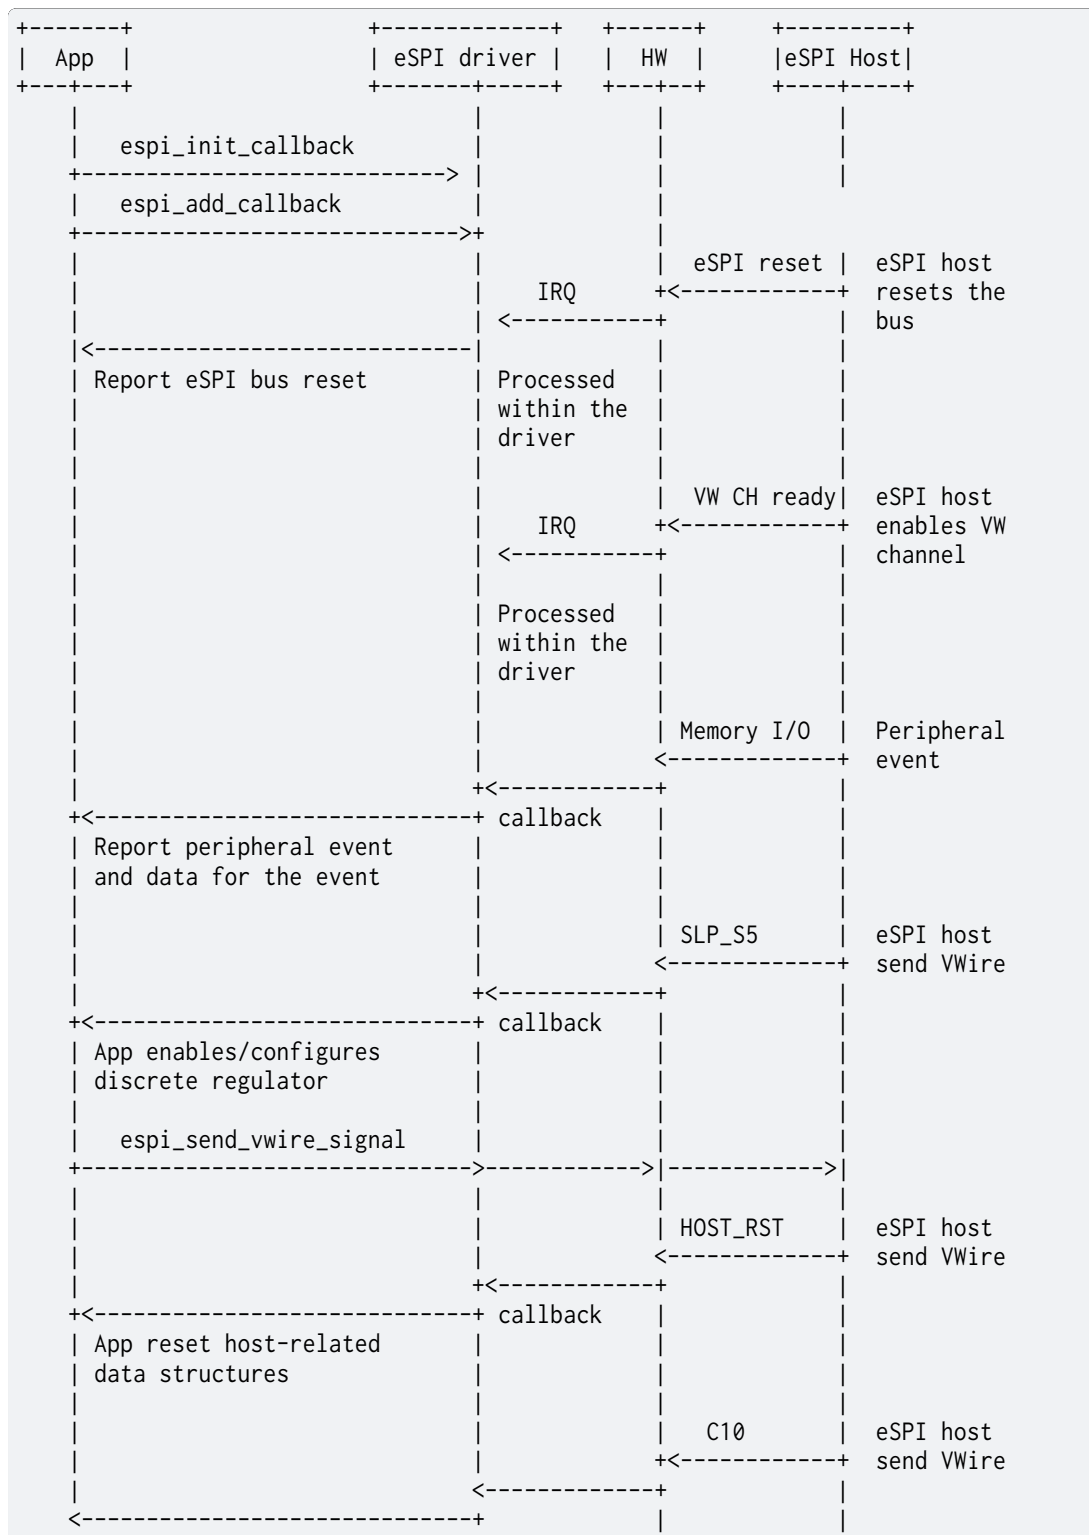 +-------+                  +-------------+   +------+     +---------+
|  App  |                  | eSPI driver |   |  HW  |     |eSPI Host|
+---+---+                  +-------+-----+   +---+--+     +----+----+
    |                              |             |             |
    |   espi_init_callback         |             |             |
    +----------------------------> |             |             |
    |   espi_add_callback          |             |
    +----------------------------->+             |
    |                              |             |  eSPI reset |  eSPI host
    |                              |    IRQ      +<------------+  resets the
    |                              | <-----------+             |  bus
    |<-----------------------------|             |             |
    | Report eSPI bus reset        | Processed   |             |
    |                              | within the  |             |
    |                              | driver      |             |
    |                              |             |             |
    |                              |             |  VW CH ready|  eSPI host
    |                              |    IRQ      +<------------+  enables VW
    |                              | <-----------+             |  channel
    |                              |             |             |
    |                              | Processed   |             |
    |                              | within the  |             |
    |                              | driver      |             |
    |                              |             |             |
    |                              |             | Memory I/O  |  Peripheral
    |                              |             <-------------+  event
    |                              +<------------+             |
    +<-----------------------------+ callback    |             |
    | Report peripheral event      |             |             |
    | and data for the event       |             |             |
    |                              |             |             |
    |                              |             | SLP_S5      |  eSPI host
    |                              |             <-------------+  send VWire
    |                              +<------------+             |
    +<-----------------------------+ callback    |             |
    | App enables/configures       |             |             |
    | discrete regulator           |             |             |
    |                              |             |             |
    |   espi_send_vwire_signal     |             |             |
    +------------------------------>------------>|------------>|
    |                              |             |             |
    |                              |             | HOST_RST    |  eSPI host
    |                              |             <-------------+  send VWire
    |                              +<------------+             |
    +<-----------------------------+ callback    |             |
    | App reset host-related       |             |             |
    | data structures              |             |             |
    |                              |             |             |
    |                              |             |   C10       |  eSPI host
    |                              |             +<------------+  send VWire
    |                              <-------------+             |
    <------------------------------+             |             |